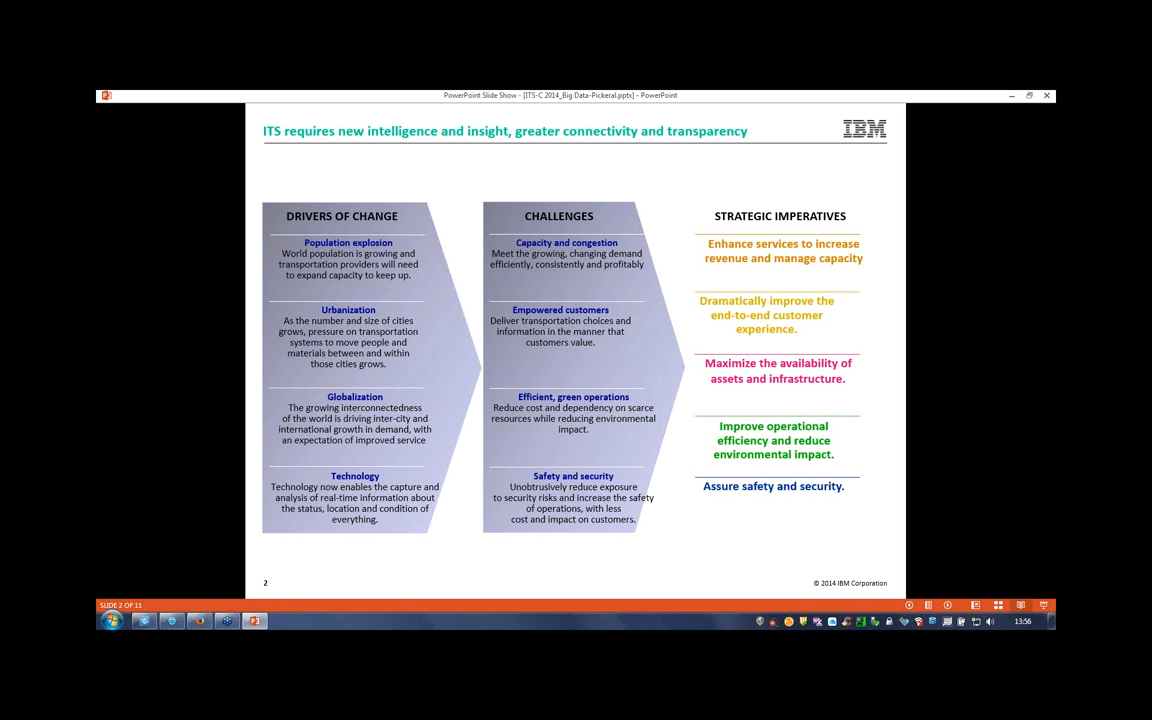 PowerPoint Slide Show - [ITS-C 2014_Big Data-Pickeral.pptx] - PowerPoint
ITS requires new intelligence and insight, greater connectivity and transparency
IBM
DRIVERS OF CHANGE
Population explosion
World population is growing and
transportation providers will need
to expand capacity to keep up.
Urbanization
As the number and size of cities
grows, pressure on transportation
systems to move people and
materials between and within
those cities grows.
Globalization
The growing interconnectedness
of the world is driving inter-city and
international growth in demand, with
an expectation of improved service
Technology
Technology now enables the capture and
analysis of real-time information about
the status, location and condition of
everything.
CHALLENGES
Capacity and congestion
Meet the growing, changing demand
efficiently, consistently and profitably
Empowered customers
Deliver transportation choices and
information in the manner that
customers value.
Efficient, green operations
Reduce cost and dependency on scarce
resources while reducing environmental
impact.
Safety and security
Unobtrusively reduce exposure
to security risks and increase the safety
of operations, with less
cost and impact on customers.
STRATEGIC IMPERATIVES
Enhance services to increase
revenue and manage capacity
Dramatically improve the
end-to-end customer
experience.
Maximize the availability of
assets and infrastructure.
Improve operational
efficiency and reduce
environmental impact.
Assure safety and security.
2
© 2014 IBM Corporation
SLIDE 2 OF 11
13:56